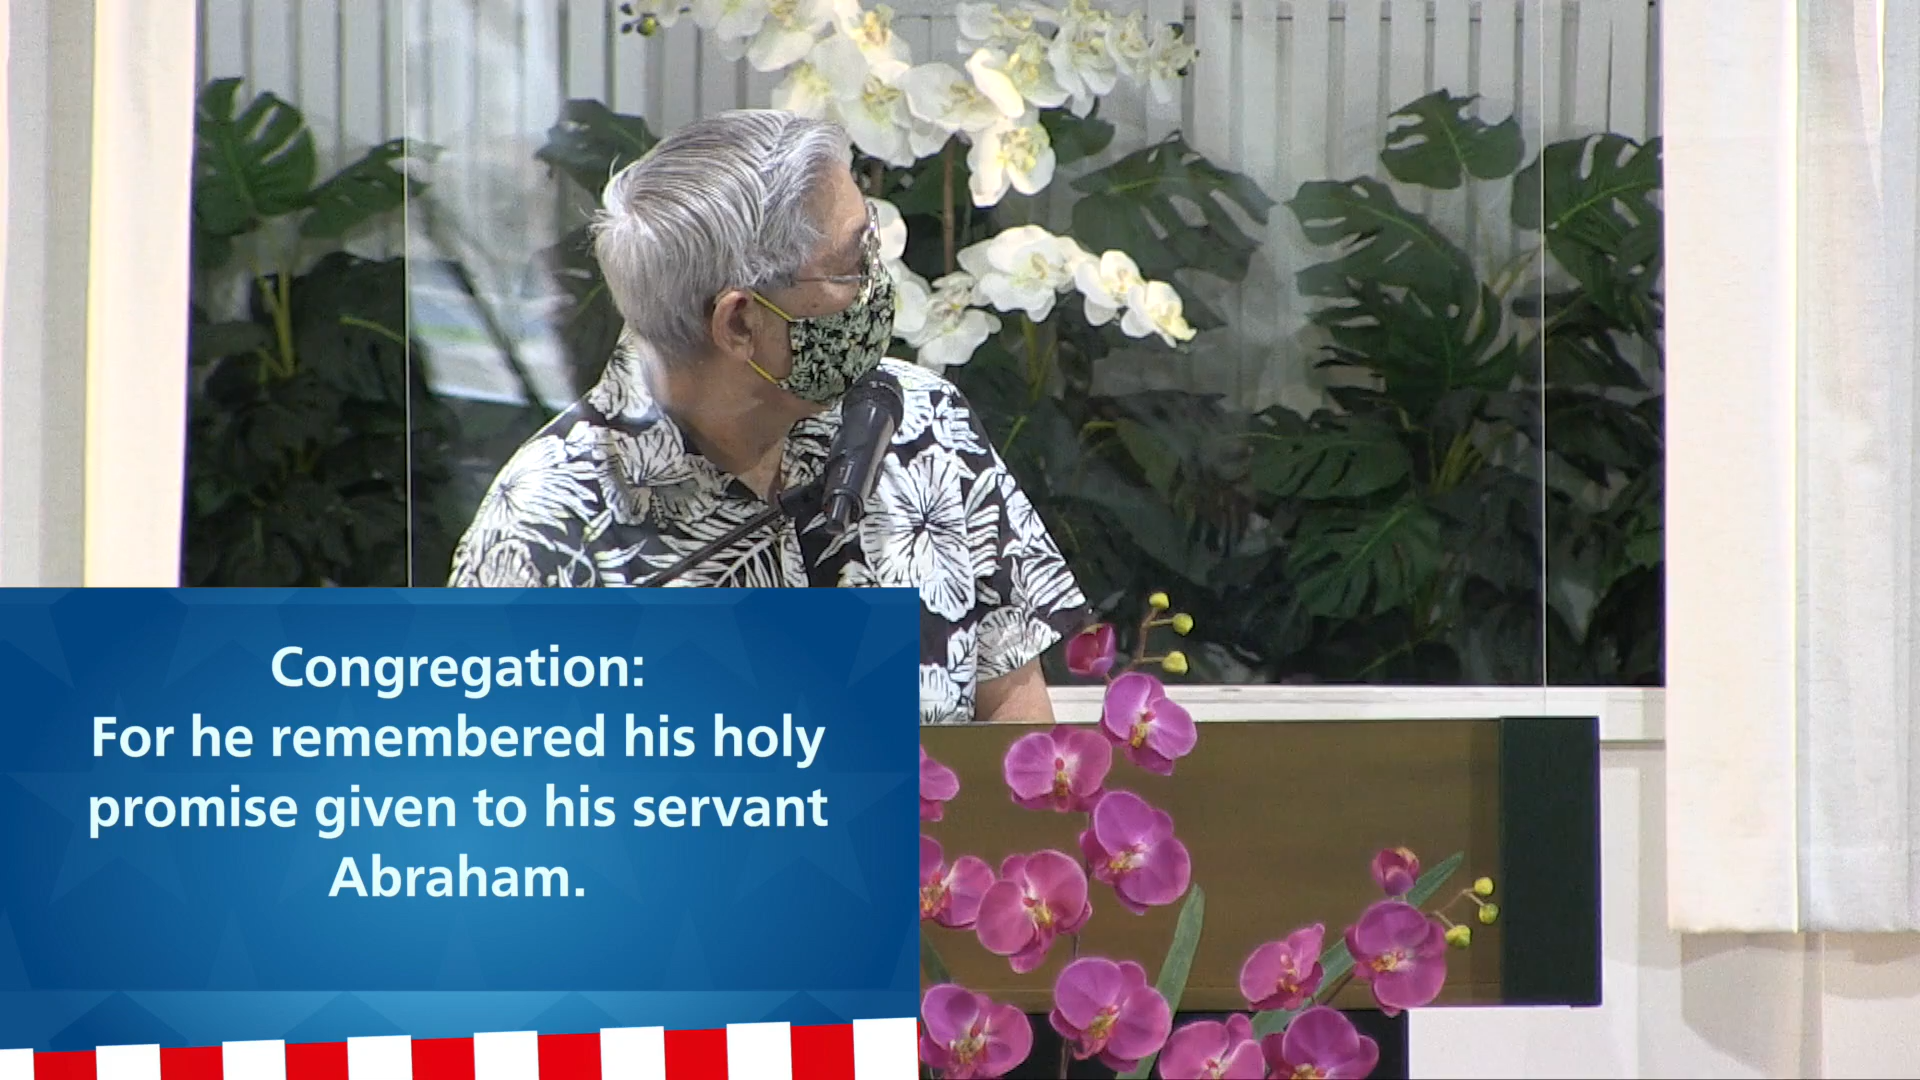 Congregation:
For he remembered his holy
promise given to his servant
Abraham.